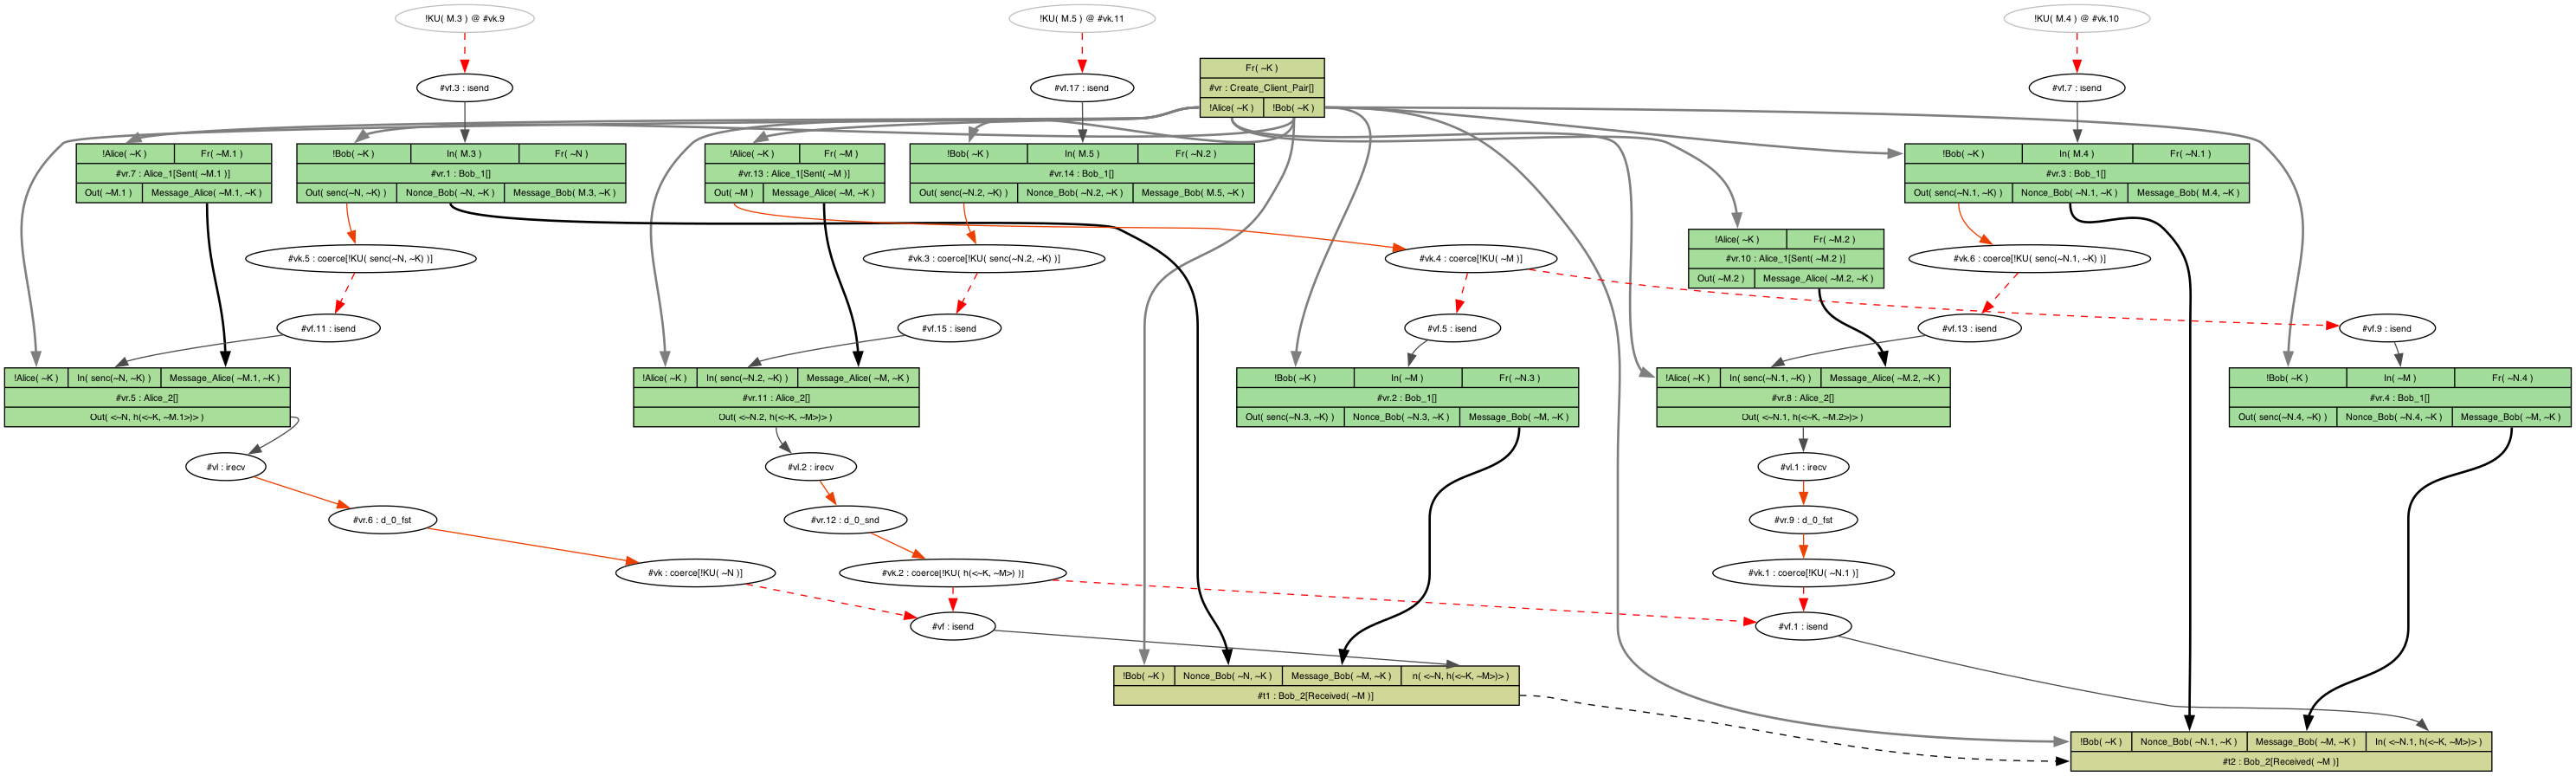 !KU( M.3 ) @ #vk.9
!KU( M.5 ) @ #vk.11
!KU( M.4 ) @ #vk.10
#vf.3 : isend
#vf.17 : isend
Fr( ~K )
#vr : Create_Client_Pair[]
!Alice( ~K ) !Bob( ~K )
#vf.7 : isend
!Alice( ~K ) Fr( ~M.1 )
#vr.7 : Alice_1[Sent( ~M.1 )]
Out( ~M.1 ) Message_Alice( ~M.1, ~K )
!Bob( ~K ) In( M.3 ) Fr( ~N )
#vr.1 : Bob_1[]
Out( senc(~N, ~K) ) Nonce_Bob( ~N, ~K ) Message_Bob( M.3, ~K )
!Alice( ~K ) Fr( ~M )
#vr.13 : Alice_1[Sent( ~M )]
Out( ~M ) Message_Alice( ~M, ~K )
!Bob( ~K ) In( M.5 ) Fr( ~N.2 )
#vr.14 : Bob_1[]
Out( senc(~N.2, ~K) ) Nonce_Bob( ~N.2, ~K ) Message_Bob( M.5, ~K )
!Bob( ~K ) In( M.4 ) Fr( ~N.1 )
#vr.3 : Bob_1[]
Out( senc(~N.1, ~K) ) Nonce_Bob( ~N.1, ~K ) Message_Bob( M.4, ~K )
#vk.5 : coerce[!KU( senc(~N, ~K) )]
#vk.3 : coerce[!KU( senc(~N.2, ~K) )]
#vk.4 : coerce[!KU( ~M )]
!Alice( ~K ) Fr( ~M.2 )
#vr.10 : Alice_1[Sent( ~M.2 )]
Out( ~M.2 ) Message_Alice( ~M.2, ~K )
#vk.6 : coerce[!KU( senc(~N.1, ~K) )]
#vf.11 : isend
#vf.15 : isend
#vf.5 : isend
#vf.13 : isend
#vf.9 : isend
!Alice( ~K ) In( senc(~N, ~K) ) Message_Alice( ~M.1, ~K )
#vr.5 : Alice_2[]
Out( <~N, h(<~K, ~M.1>)> )
!Alice( ~K ) In( senc(~N.2, ~K) ) Message_Alice( ~M, ~K )
#vr.11 : Alice_2[]
Out( <~N.2, h(<~K, ~M>)> )
!Bob( ~K ) In( ~M ) Fr( ~N.3 )
#vr.2 : Bob_1[]
Out( senc(~N.3, ~K) ) Nonce_Bob( ~N.3, ~K ) Message_Bob( ~M, ~K )
!Alice( ~K ) In( senc(~N.1, ~K) ) Message_Alice( ~M.2, ~K )
#vr.8 : Alice_2[]
Out( <~N.1, h(<~K, ~M.2>)> )
!Bob( ~K ) In( ~M ) Fr( ~N.4 )
#vr.4 : Bob_1[]
Out( senc(~N.4, ~K) ) Nonce_Bob( ~N.4, ~K ) Message_Bob( ~M, ~K )
#vl : irecv
#vl.2 : irecv
#vl.1 : irecv
#vr.6 : d_0_fst
#vr.12 : d_0_snd
#vr.9 : d_0_fst
#vk : coerce[!KU( ~N )]
#vk.2 : coerce[!KU( h(<~K, ~M>) )]
#vk.1 : coerce[!KU( ~N.1 )]
#vf : isend
#vf.1 : isend
!Bob( ~K ) Nonce_Bob( ~N, ~K ) Message_Bob( ~M, ~K ) n( <~N, h(<~K, ~M>)> )
#t1 : Bob_2[Received( ~M )]
!Bob( ~K ) Nonce_Bob( ~N.1, ~K ) Message_Bob( ~M, ~K ) In( <~N.1, h(<~K, ~M>)> )
#t2 : Bob_2[Received( ~M )]